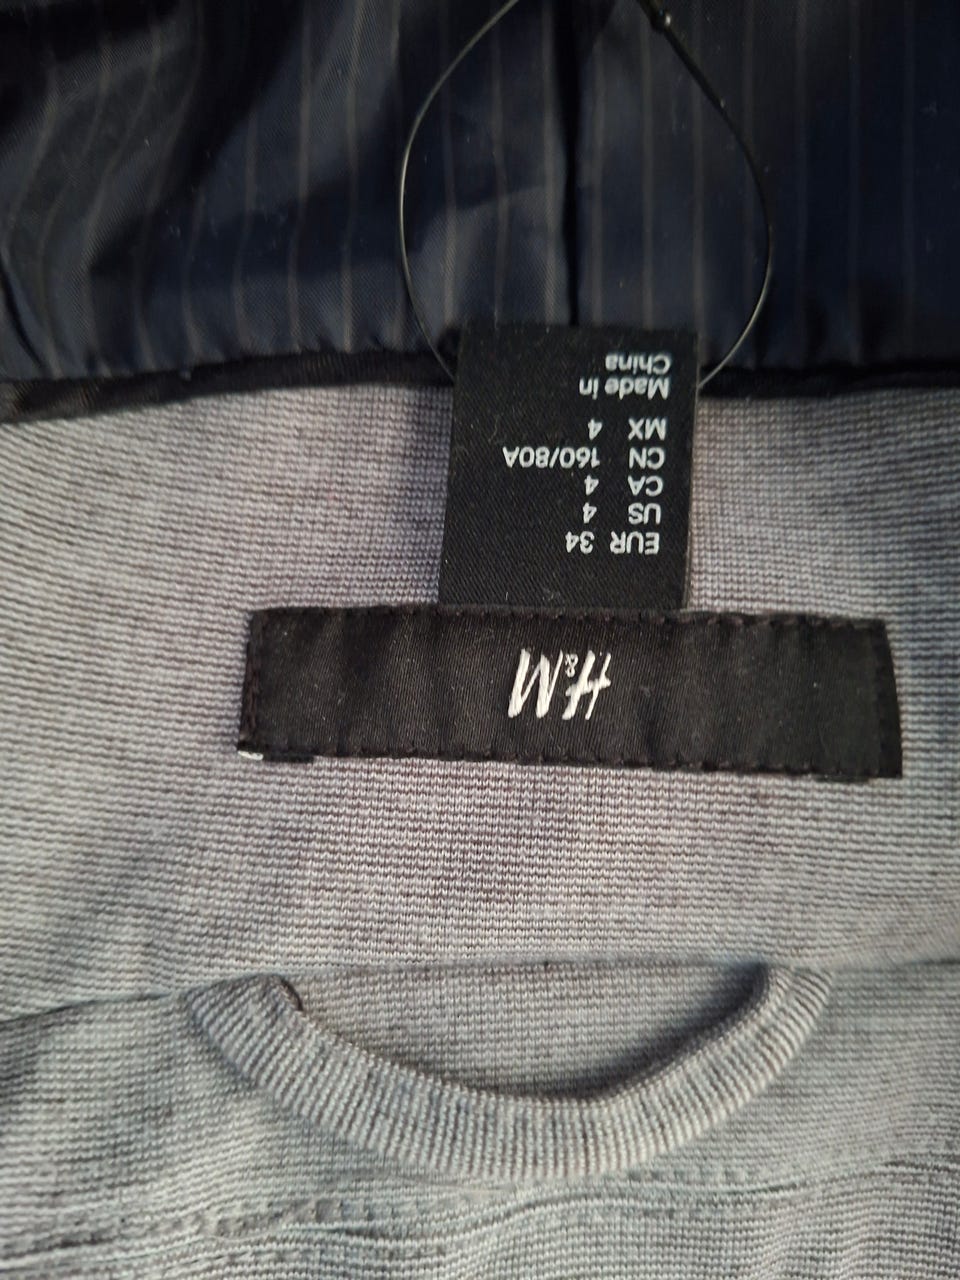 H&M
EUR 34
US 4
CA 4
CN 160/80A
MX 4
Made in
China